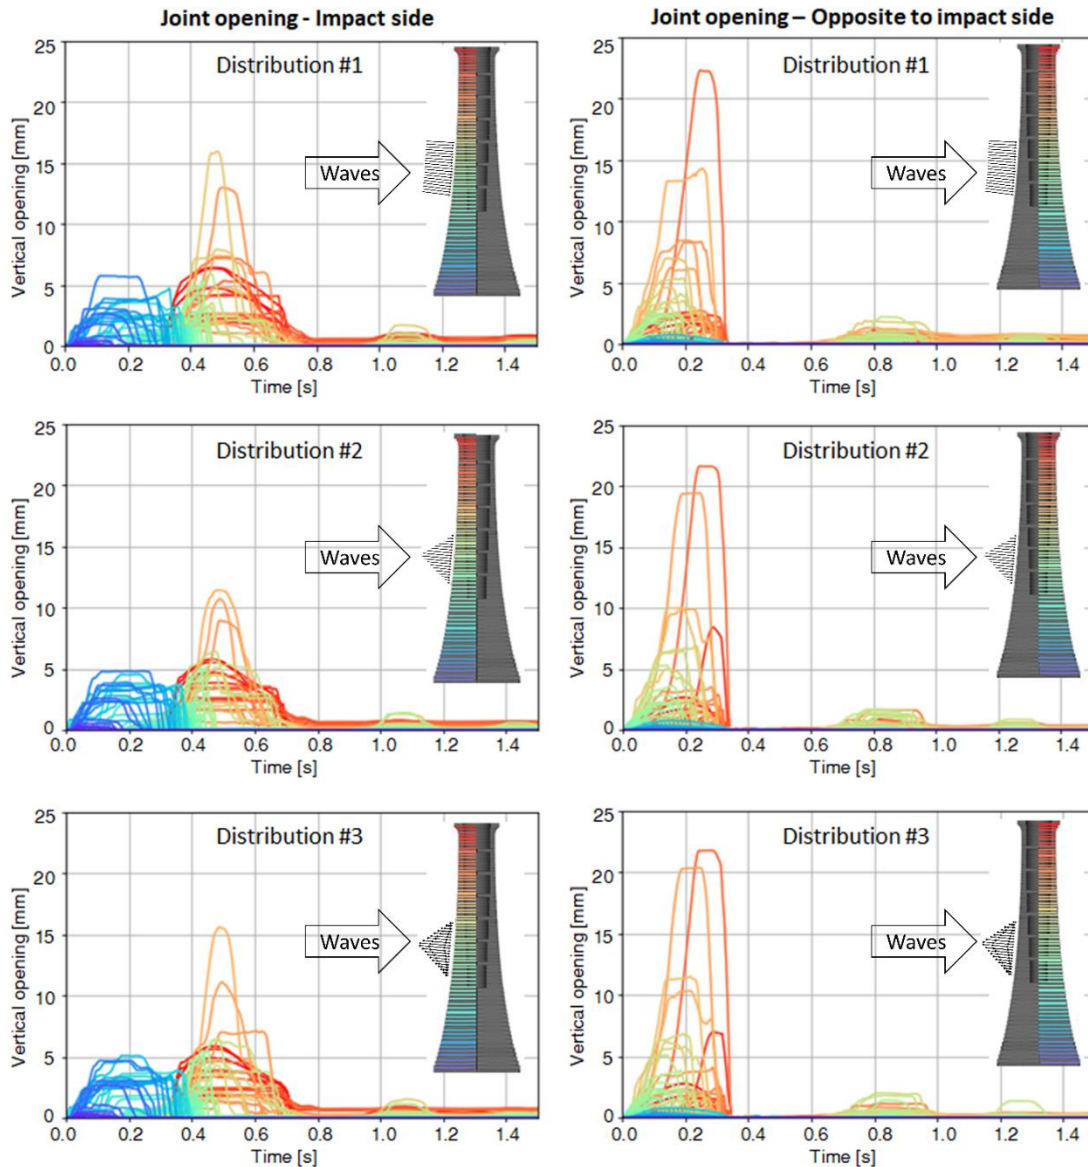 Joint opening - Impact side
Joint opening – Opposite to impact side
Distribution #1
Waves
Vertical opening [mm]
25
20
15
10
5
0
0.0 0.2 0.4 0.6 0.8 1.0 1.2 1.4
Time [s]
Distribution #1
Waves
Vertical opening [mm]
25
20
15
10
5
0
0.0 0.2 0.4 0.6 0.8 1.0 1.2 1.4
Time [s]
Distribution #2
Waves
Vertical opening [mm]
25
20
15
10
5
0
0.0 0.2 0.4 0.6 0.8 1.0 1.2 1.4
Time [s]
Distribution #2
Waves
Vertical opening [mm]
25
20
15
10
5
0
0.0 0.2 0.4 0.6 0.8 1.0 1.2 1.4
Time [s]
Distribution #3
Waves
Vertical opening [mm]
25
20
15
10
5
0
0.0 0.2 0.4 0.6 0.8 1.0 1.2 1.4
Time [s]
Distribution #3
Waves
Vertical opening [mm]
25
20
15
10
5
0
0.0 0.2 0.4 0.6 0.8 1.0 1.2 1.4
Time [s]